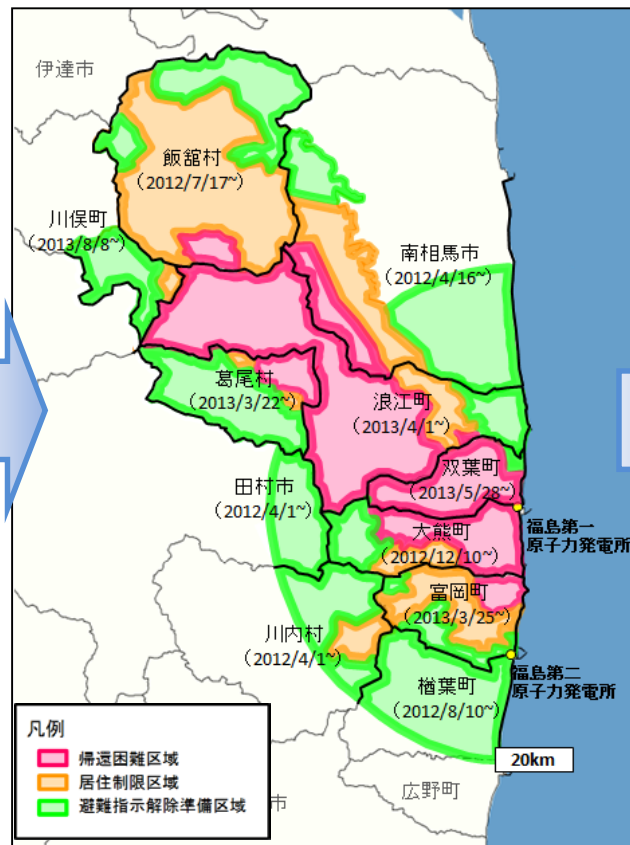 伊達市
飯舘村
（2012/7/17~）
川俣町
（2013/8/8~）
南相馬市
（2012/4/16~）
葛尾村
（2013/3/22~）
浪江町
（2013/4/1~）
田村市
（2012/4/1~）
双葉町
（2013/5/28~）
大熊町
（2012/12/10~）
福島第一
原子力発電所
富岡町
（2013/3/25~）
川内村
（2012/4/1~）
福島第二
原子力発電所
楢葉町
（2012/8/10~）
凡例
帰還困難区域
居住制限区域
避難指示解除準備区域
20km
広野町
市